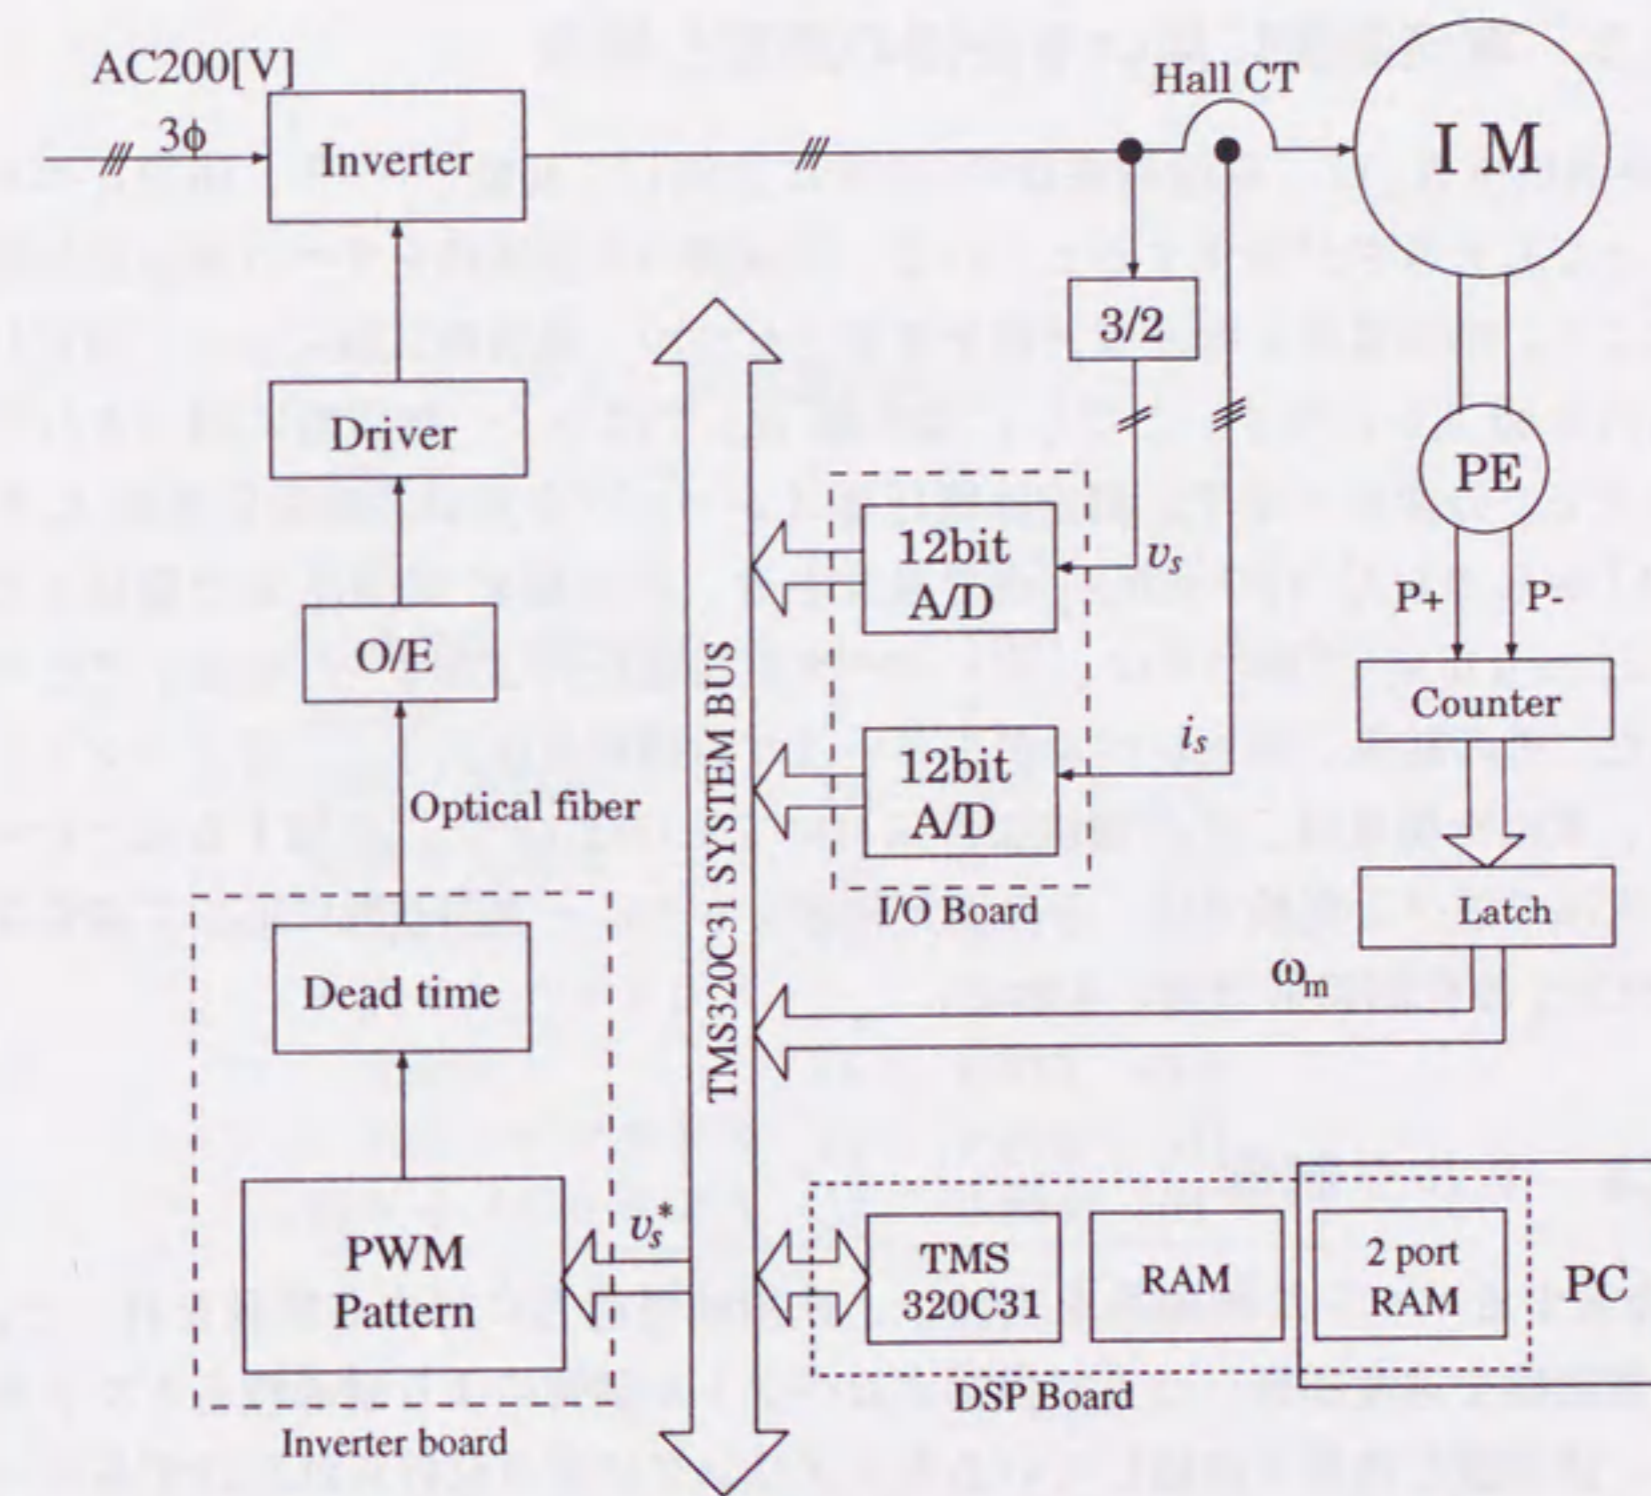 AC200[V]
3ϕ
Inverter
Hall CT
I M
3/2
Driver
PE
12bit
A/D
v_s
P+
P-
O/E
Counter
i_s
12bit
A/D
Optical fiber
TMS320C31 SYSTEM BUS
I/O Board
Latch
ω_m
Dead time
PWM
Pattern
v_s^*
TMS
320C31
RAM
2 port
RAM
PC
DSP Board
Inverter board